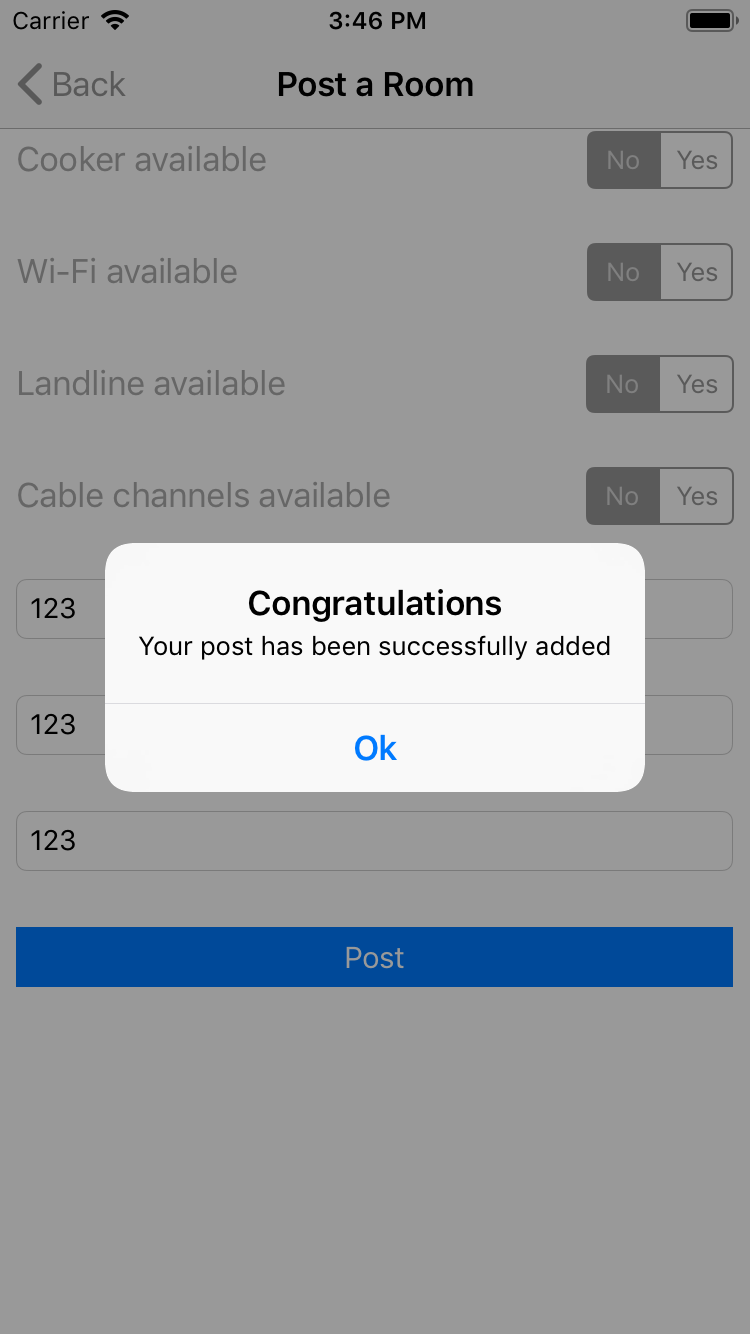 Carrier 3:46 PM
Back Post a Room
Cooker available No Yes
Wi-Fi available No Yes
Landline available No Yes
Cable channels available No Yes
123
Congratulations
Your post has been successfully added
123
Ok
123
Post